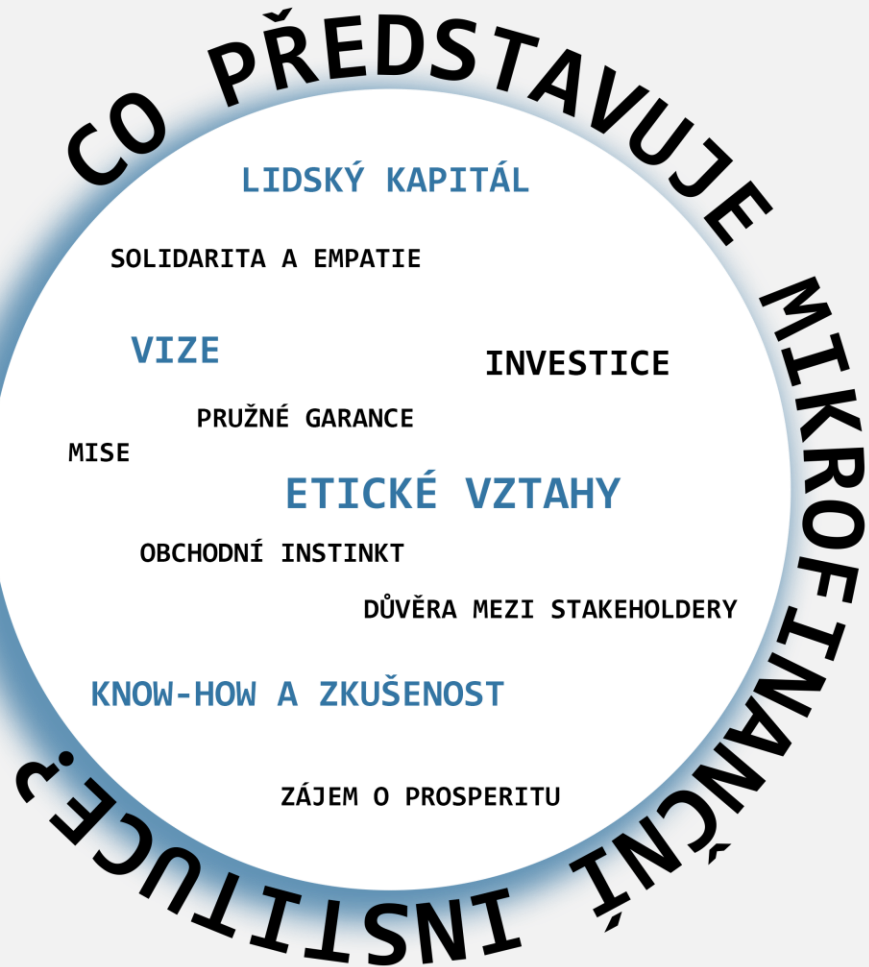 CO PŘEDSTAVUJE MIKROFINANČNÍ INSTITUCE?
LIDSKÝ KAPITÁL
SOLIDARITA A EMPATIE
VIZE
INVESTICE
PRUŽNÉ GARANCE
MISE
ETICKÉ VZTAHY
OBCHODNÍ INSTINKT
DŮVĚRA MEZI STAKEHOLDERY
KNOW-HOW A ZKUŠENOST
ZÁJEM O PROSPERITU